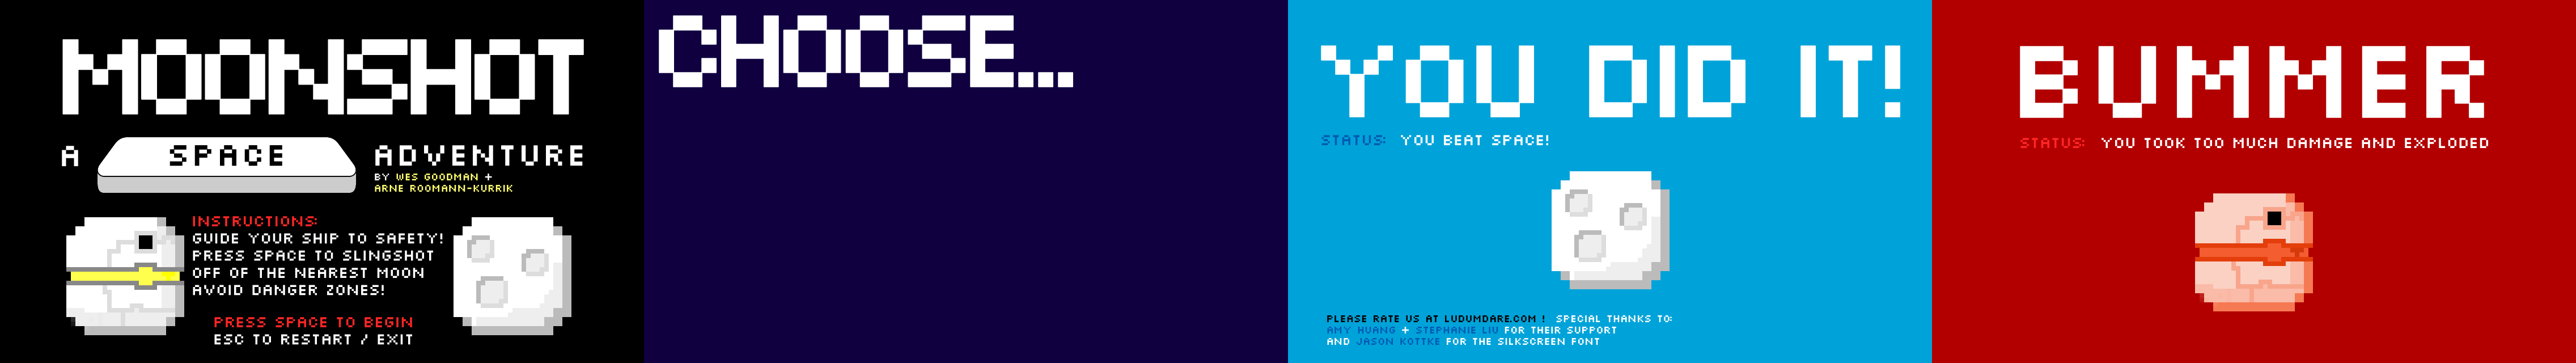 MOONSHOT
A SPACE ADVENTURE
BY WES GOODMAN +
ARNE ROOMANN-KURRIK
INSTRUCTIONS:
GUIDE YOUR SHIP TO SAFETY!
PRESS SPACE TO SLINGSHOT
OFF OF THE NEAREST MOON
AVOID DANGER ZONES!
PRESS SPACE TO BEGIN
ESC TO RESTART / EXIT
CHOOSE...
YOU DID IT!
STATUS: YOU BEAT SPACE!
PLEASE RATE US AT LUDUMDARE.COM ! SPECIAL THANKS TO:
AMY HUANG + STEPHANIE LIU FOR THEIR SUPPORT
AND JASON KOTTKE FOR THE SILKSCREEN FONT
BUMMER
STATUS: YOU TOOK TOO MUCH DAMAGE AND EXPLODED